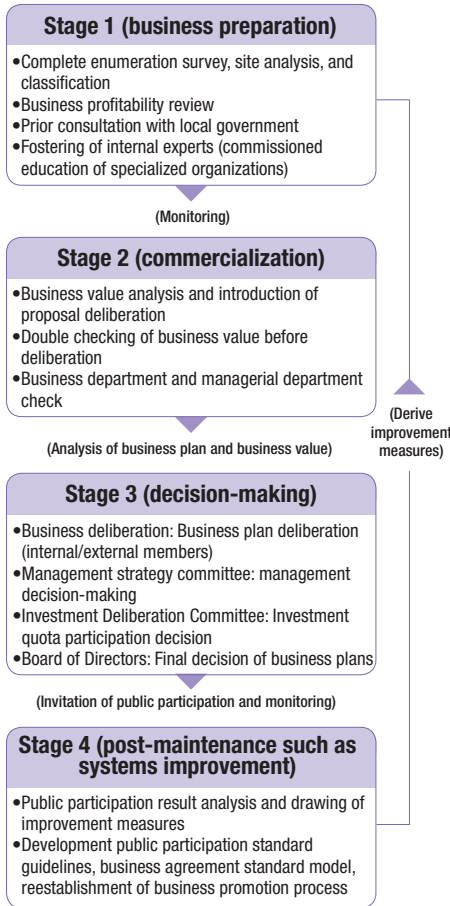 Stage 1 (business preparation)
•Complete enumeration survey, site analysis, and
classification
•Business profitability review
•Prior consultation with local government
•Fostering of internal experts (commissioned
education of specialized organizations)
(Monitoring)
Stage 2 (commercialization)
•Business value analysis and introduction of
proposal deliberation
•Double checking of business value before
deliberation
•Business department and managerial department
check
(Analysis of business plan and business value)
Stage 3 (decision-making)
•Business deliberation: Business plan deliberation
(internal/external members)
•Management strategy committee: management
decision-making
•Investment Deliberation Committee: Investment
quota participation decision
•Board of Directors: Final decision of business plans
(Invitation of public participation and monitoring)
Stage 4 (post-maintenance such as
systems improvement)
•Public participation result analysis and drawing of
improvement measures
•Development public participation standard
guidelines, business agreement standard model,
reestablishment of business promotion process
(Derive
improvement
measures)